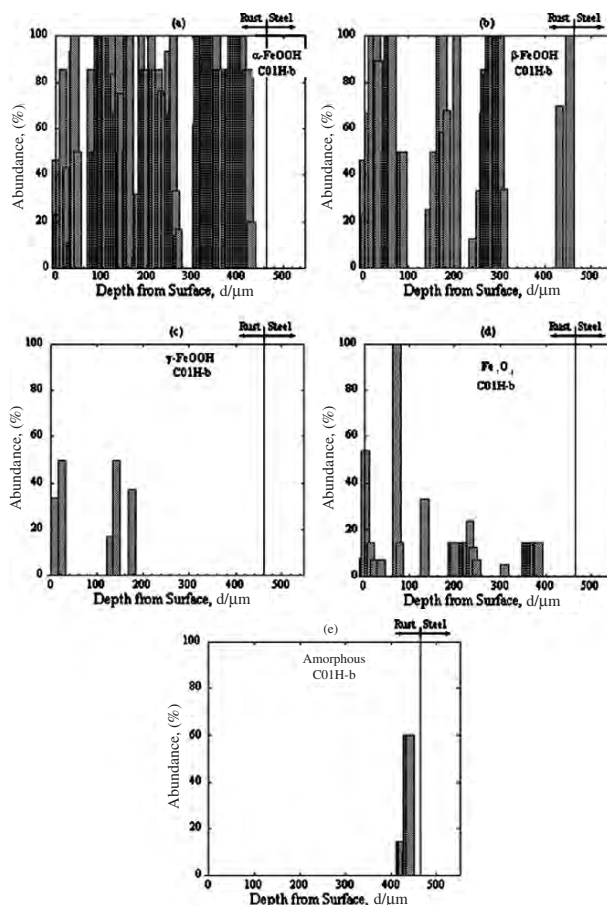 (a)
Rust Steel
α-FeOOH
C01H-b
Abundance, (%)
100
80
60
40
20
0
0 100 200 300 400 500
Depth from Surface, d/μm
(b)
Rust Steel
β-FeOOH
C01H-b
Abundance, (%)
100
80
60
40
20
0
0 100 200 300 400 500
Depth from Surface, d/μm
(c)
Rust Steel
γ-FeOOH
C01H-b
Abundance, (%)
100
80
60
40
20
0
0 100 200 300 400 500
Depth from Surface, d/μm
(d)
Rust Steel
C01H-b
Abundance, (%)
100
80
60
40
20
0
0 100 200 300 400 500
Depth from Surface, d/μm
(e)
Rust Steel
Amorphous
C01H-b
Abundance, (%)
100
80
60
40
20
0
0 100 200 300 400 500
Depth from Surface, d/μm